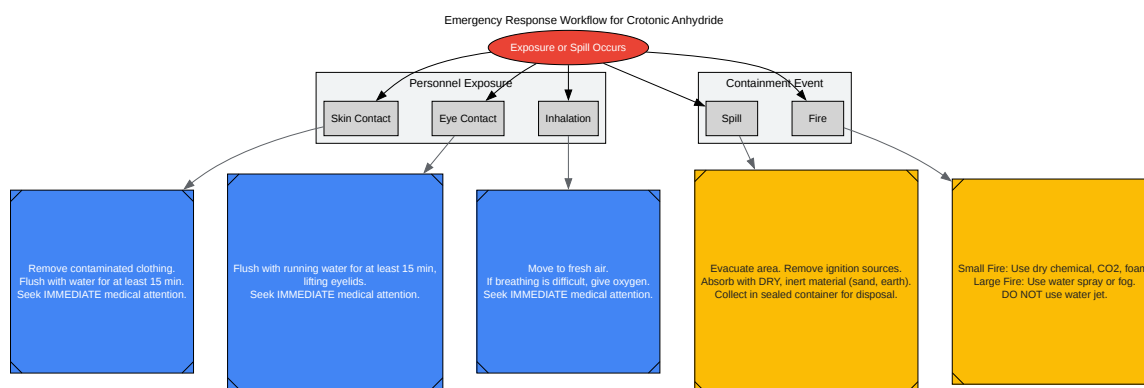 Emergency Response Workflow for Crotonic Anhydride
Exposure or Spill Occurs
Personnel Exposure
Containment Event
Skin Contact
Eye Contact
Inhalation
Spill
Fire
Remove contaminated clothing.
Flush with water for at least 15 min.
Seek IMMEDIATE medical attention.
Flush with running water for at least 15 min,
lifting eyelids.
Seek IMMEDIATE medical attention.
Move to fresh air.
If breathing is difficult, give oxygen.
Seek IMMEDIATE medical attention.
Evacuate area. Remove ignition sources.
Absorb with DRY, inert material (sand, earth).
Collect in sealed container for disposal.
Small Fire: Use dry chemical, CO2, foam
Large Fire: Use water spray or fog.
DO NOT use water jet.